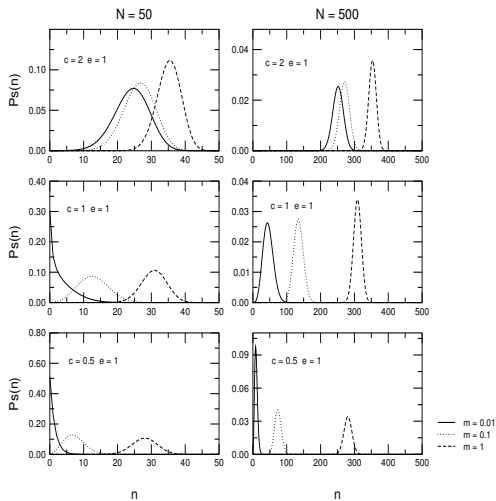 N = 50
N = 500
Ps(n)
0.10
0.05
0.00
c = 2 e = 1
0 10 20 30 40 50
0.04
0.02
0.00
c = 2 e = 1
0 100 200 300 400 500
Ps(n)
0.40
0.30
0.20
0.10
0.00
c = 1 e = 1
0 10 20 30 40 50
0.04
0.03
0.02
0.01
0.00
c = 1 e = 1
0 100 200 300 400 500
Ps(n)
0.80
0.60
0.40
0.20
0.00
c = 0.5 e = 1
0 10 20 30 40 50
n
0.09
0.06
0.03
0.00
c = 0.5 e = 1
0 100 200 300 400 500
n
m = 0.01
m = 0.1
m = 1